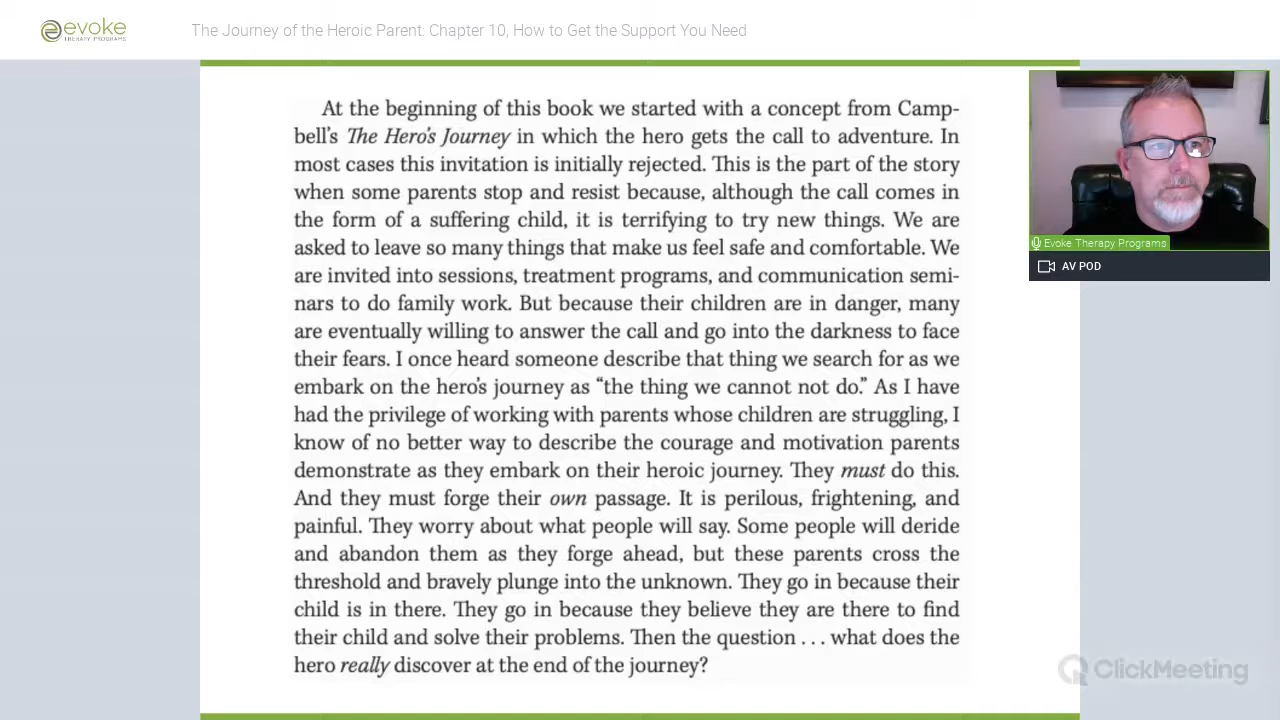 evoke
THERAPY PROGRAMS
The Journey of the Heroic Parent: Chapter 10, How to Get the Support You Need
At the beginning of this book we started with a concept from Camp-
bell’s The Hero’s Journey in which the hero gets the call to adventure. In
most cases this invitation is initially rejected. This is the part of the story
when some parents stop and resist because, although the call comes in
the form of a suffering child, it is terrifying to try new things. We are
asked to leave so many things that make us feel safe and comfortable. We
are invited into sessions, treatment programs, and communication semi-
nars to do family work. But because their children are in danger, many
are eventually willing to answer the call and go into the darkness to face
their fears. I once heard someone describe that thing we search for as we
embark on the hero’s journey as “the thing we cannot not do.” As I have
had the privilege of working with parents whose children are struggling, I
know of no better way to describe the courage and motivation parents
demonstrate as they embark on their heroic journey. They must do this.
And they must forge their own passage. It is perilous, frightening, and
painful. They worry about what people will say. Some people will deride
and abandon them as they forge ahead, but these parents cross the
threshold and bravely plunge into the unknown. They go in because their
child is in there. They go in because they believe they are there to find
their child and solve their problems. Then the question . . . what does the
hero really discover at the end of the journey?
Evoke Therapy Programs
AV POD
ClickMeeting